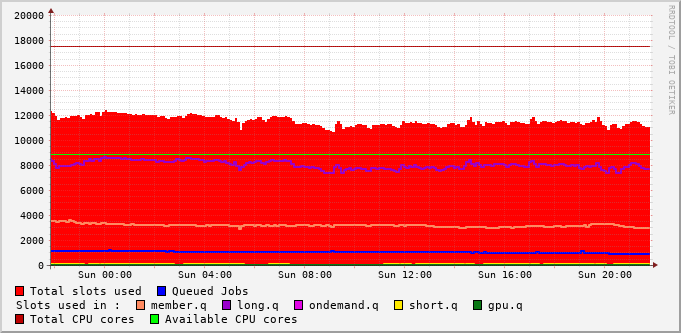 20000
18000
16000
14000
12000
10000
8000
6000
4000
2000
0
Sun 00:00 Sun 04:00 Sun 08:00 Sun 12:00 Sun 16:00 Sun 20:00
Total slots used Queued Jobs
Slots used in : member.q long.q ondemand.q short.q gpu.q
Total CPU cores Available CPU cores
RRDTOOL / TOBI OETIKER